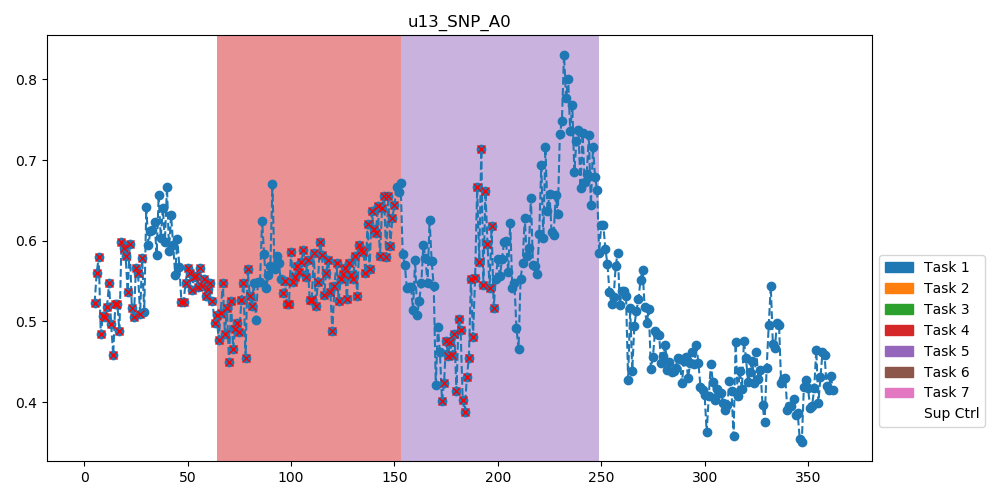 u13_SNP_A0
0.8
0.7
0.6
0.5
0.4
0 50 100 150 200 250 300 350
Task 1
Task 2
Task 3
Task 4
Task 5
Task 6
Task 7
Sup Ctrl